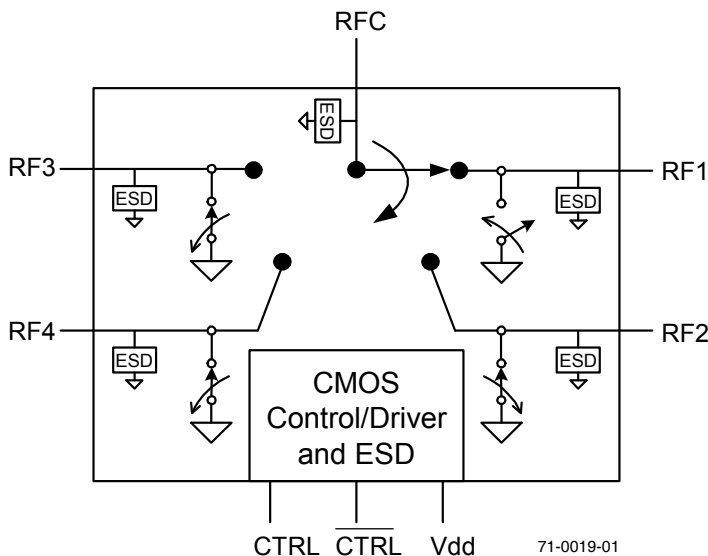 RFC
ESD
RF3
RF1
ESD
ESD
RF4
RF2
ESD
ESD
CMOS
Control/Driver
and ESD
CTRL C̅T̅R̅L̅ Vdd
71-0019-01